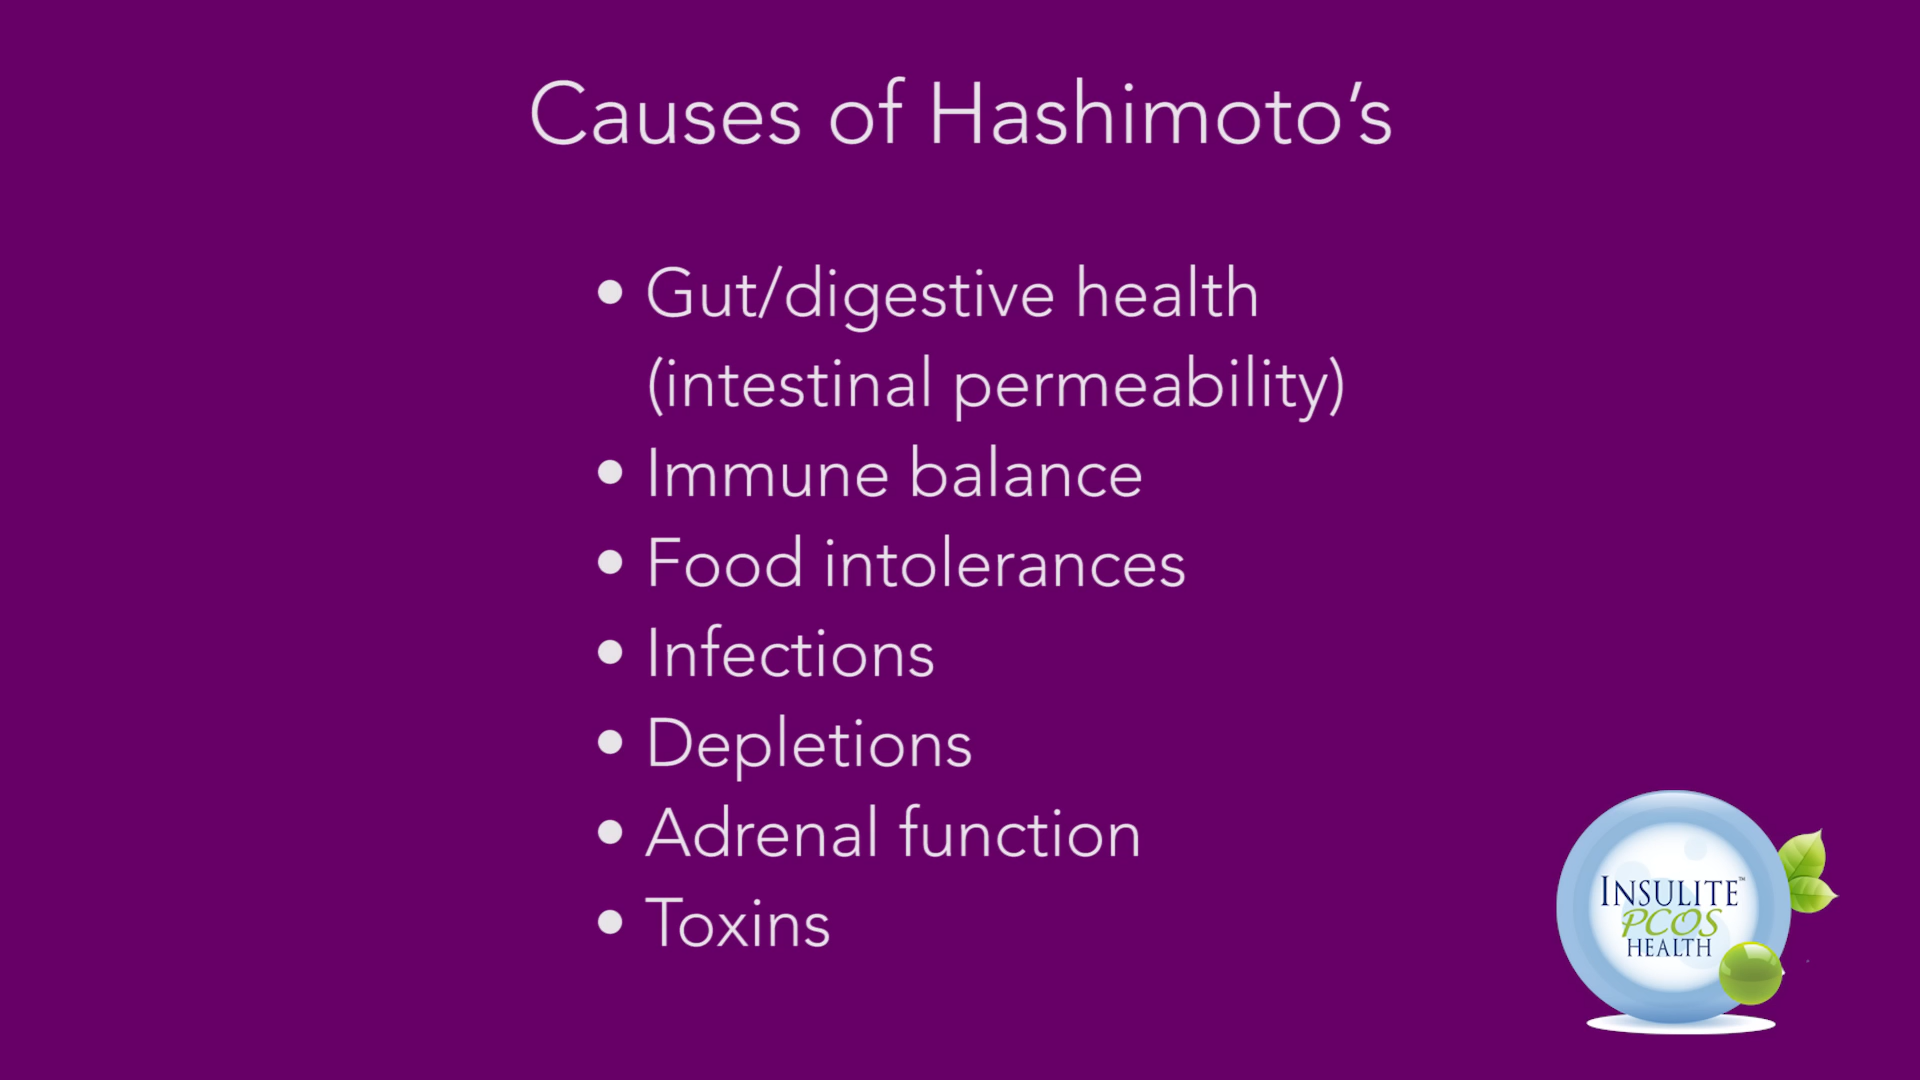 Causes of Hashimoto’s
• Gut/digestive health
(intestinal permeability)
• Immune balance
• Food intolerances
• Infections
• Depletions
• Adrenal function
• Toxins
INSULITE™
PCOS
HEALTH